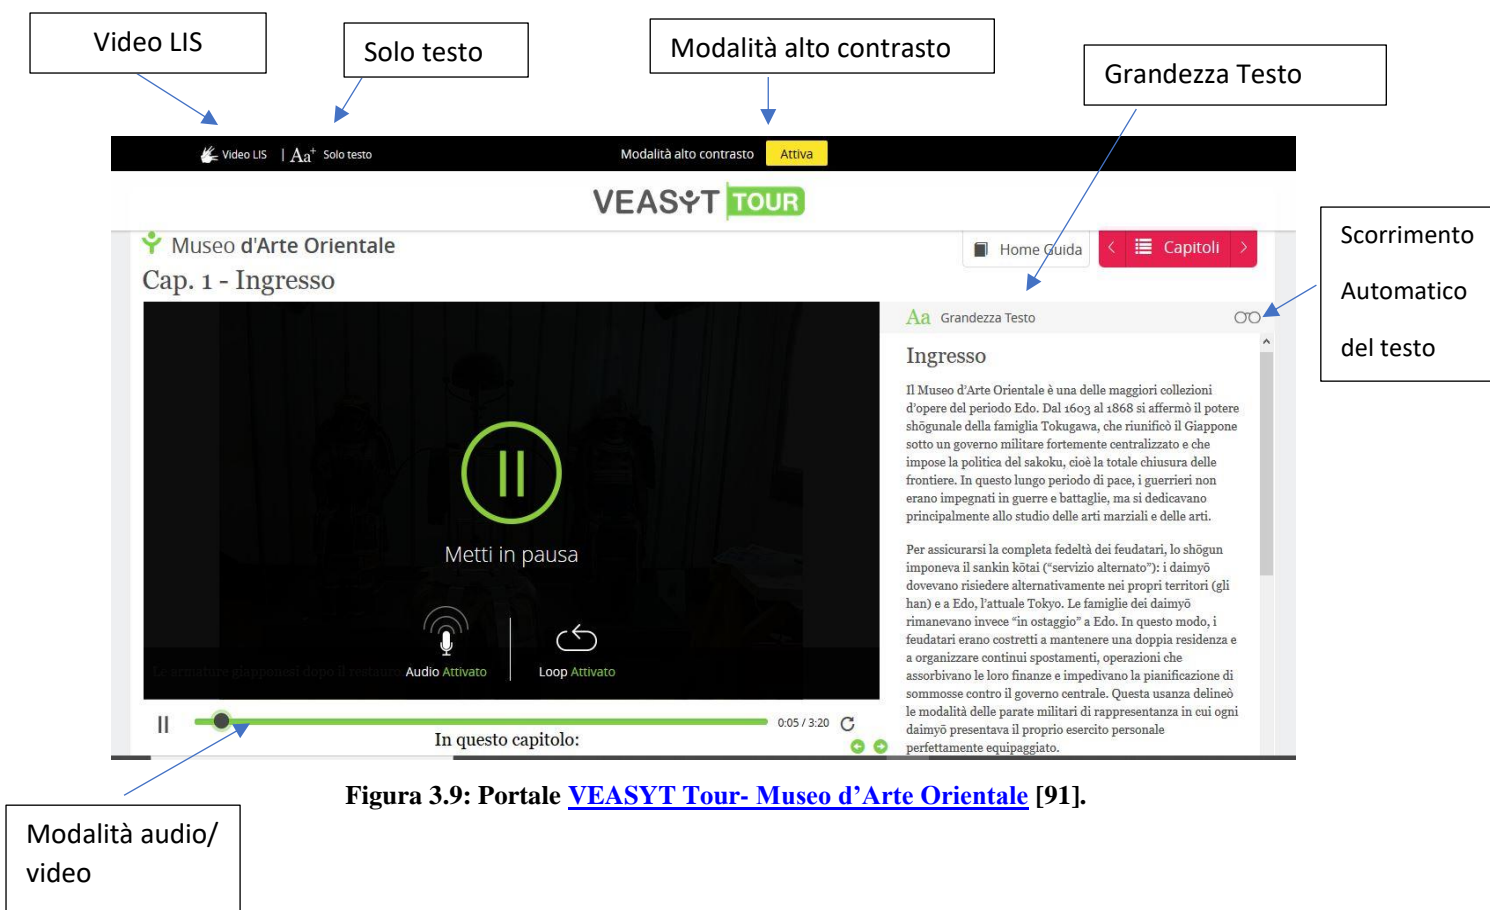 Video LIS
Solo testo
Modalità alto contrasto
Grandezza Testo
Video LIS | Aa+ Solo testo
Modalità alto contrasto Attiva
VEASYT TOUR
Scorrimento
Automatico
del testo
Museo d'Arte Orientale
Home Guida
< Capitoli >
Cap. 1 - Ingresso
Metti in pausa
Le armature giapponesi dopo il restauro
Audio Attivato
Loop Attivato
0:05 / 3:20
In questo capitolo:
Aa Grandezza Testo
Ingresso
Il Museo d'Arte Orientale è una delle maggiori collezioni
d'opere del periodo Edo. Dal 1603 al 1868 si affermò il potere
shōgunale della famiglia Tokugawa, che riunificò il Giappone
sotto un governo militare fortemente centralizzato e che
impose la politica del sakoku, cioè la totale chiusura delle
frontiere. In questo lungo periodo di pace, i guerrieri non
erano impegnati in guerre e battaglie, ma si dedicavano
principalmente allo studio delle arti marziali e delle arti.
Per assicurarsi la completa fedeltà dei feudatari, lo shōgun
imponeva il sankin kōtai (“servizio alternato”): i daimyō
dovevano risiedere alternativamente nei propri territori (gli
han) e a Edo, l'attuale Tokyo. Le famiglie dei daimyō
rimanevano invece “in ostaggio” a Edo. In questo modo, i
feudatari erano costretti a mantenere una doppia residenza e
a organizzare continui spostamenti, operazioni che
assorbivano le loro finanze e impedivano la pianificazione di
sommosse contro il governo centrale. Questa usanza delineò
le modalità delle parate militari di rappresentanza in cui ogni
daimyō presentava il proprio esercito personale
perfettamente equipaggiato.
Figura 3.9: Portale VEASYT Tour- Museo d’Arte Orientale [91].
Modalità audio/
video